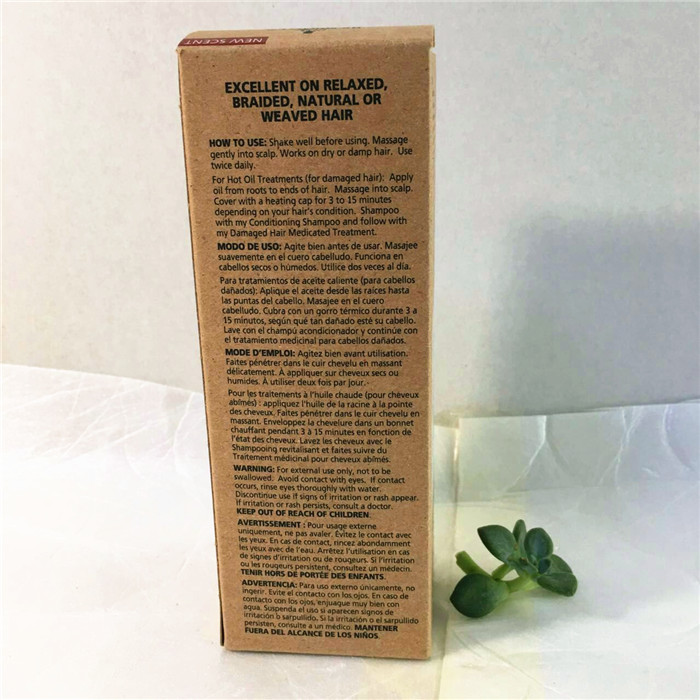 NEW SCENT
EXCELLENT ON RELAXED,
BRAIDED, NATURAL OR
WEAVED HAIR
HOW TO USE: Shake well before using. Massage
gently into scalp. Works on dry or damp hair. Use
twice daily.
For Hot Oil Treatments (for damaged hair): Apply
oil from roots to ends of hair. Massage into scalp.
Cover with a heating cap for 3 to 15 minutes
depending on your hair's condition. Shampoo
with my Conditioning Shampoo and follow with
my Damaged Hair Medicated Treatment.
MODO DE USO: Agite bien antes de usar. Masajee
suavemente en el cuero cabelludo. Funciona en
cabellos secos o húmedos. Utilice dos veces al día.
Para tratamientos de aceite caliente (para cabellos
dañados): Aplique el aceite desde las raíces hasta
las puntas del cabello. Masajee en el cuero
cabelludo. Cubra con un gorro térmico durante 3 a
15 minutos, según qué tan dañado esté su cabello.
Lave con el champú acondicionador y continúe con
el tratamiento medicinal para cabellos dañados.
MODE D'EMPLOI: Agitez bien avant utilisation.
Faites pénétrer dans le cuir chevelu en massant
délicatement. À appliquer sur cheveux secs ou
humides. À utiliser deux fois par jour.
Pour les traitements à l'huile chaude (pour cheveux
abîmés) : appliquez l'huile de la racine à la pointe
des cheveux. Faites pénétrer dans le cuir chevelu en
massant. Enveloppez la chevelure dans un bonnet
chauffant pendant 3 à 15 minutes en fonction de
l'état des cheveux. Lavez les cheveux avec le
Shampooing revitalisant et faites suivre du
Traitement médicinal pour cheveux abîmés.
WARNING: For external use only, not to be
swallowed. Avoid contact with eyes. If contact
occurs, rinse eyes thoroughly with water.
Discontinue use if signs of irritation or rash appear.
If irritation or rash persists, consult a doctor.
KEEP OUT OF REACH OF CHILDREN.
AVERTISSEMENT : Pour usage externe
uniquement, ne pas avaler. Évitez le contact avec
les yeux. En cas de contact, rincez abondamment
les yeux avec de l'eau. Arrêtez l'utilisation en cas
de signes d'irritation ou de rougeurs. Si l'irritation
ou les rougeurs persistent, consultez un médecin.
TENIR HORS DE PORTÉE DES ENFANTS.
ADVERTENCIA: Para uso externo únicamente, no
ingerir. Evite el contacto con los ojos. En caso de
contacto con los ojos, enjuague muy bien con
agua. Suspenda el uso si aparecen signos de
irritación o sarpullido. Si la irritación o el sarpullido
persisten, consulte a un médico. MANTENER
FUERA DEL ALCANCE DE LOS NIÑOS.